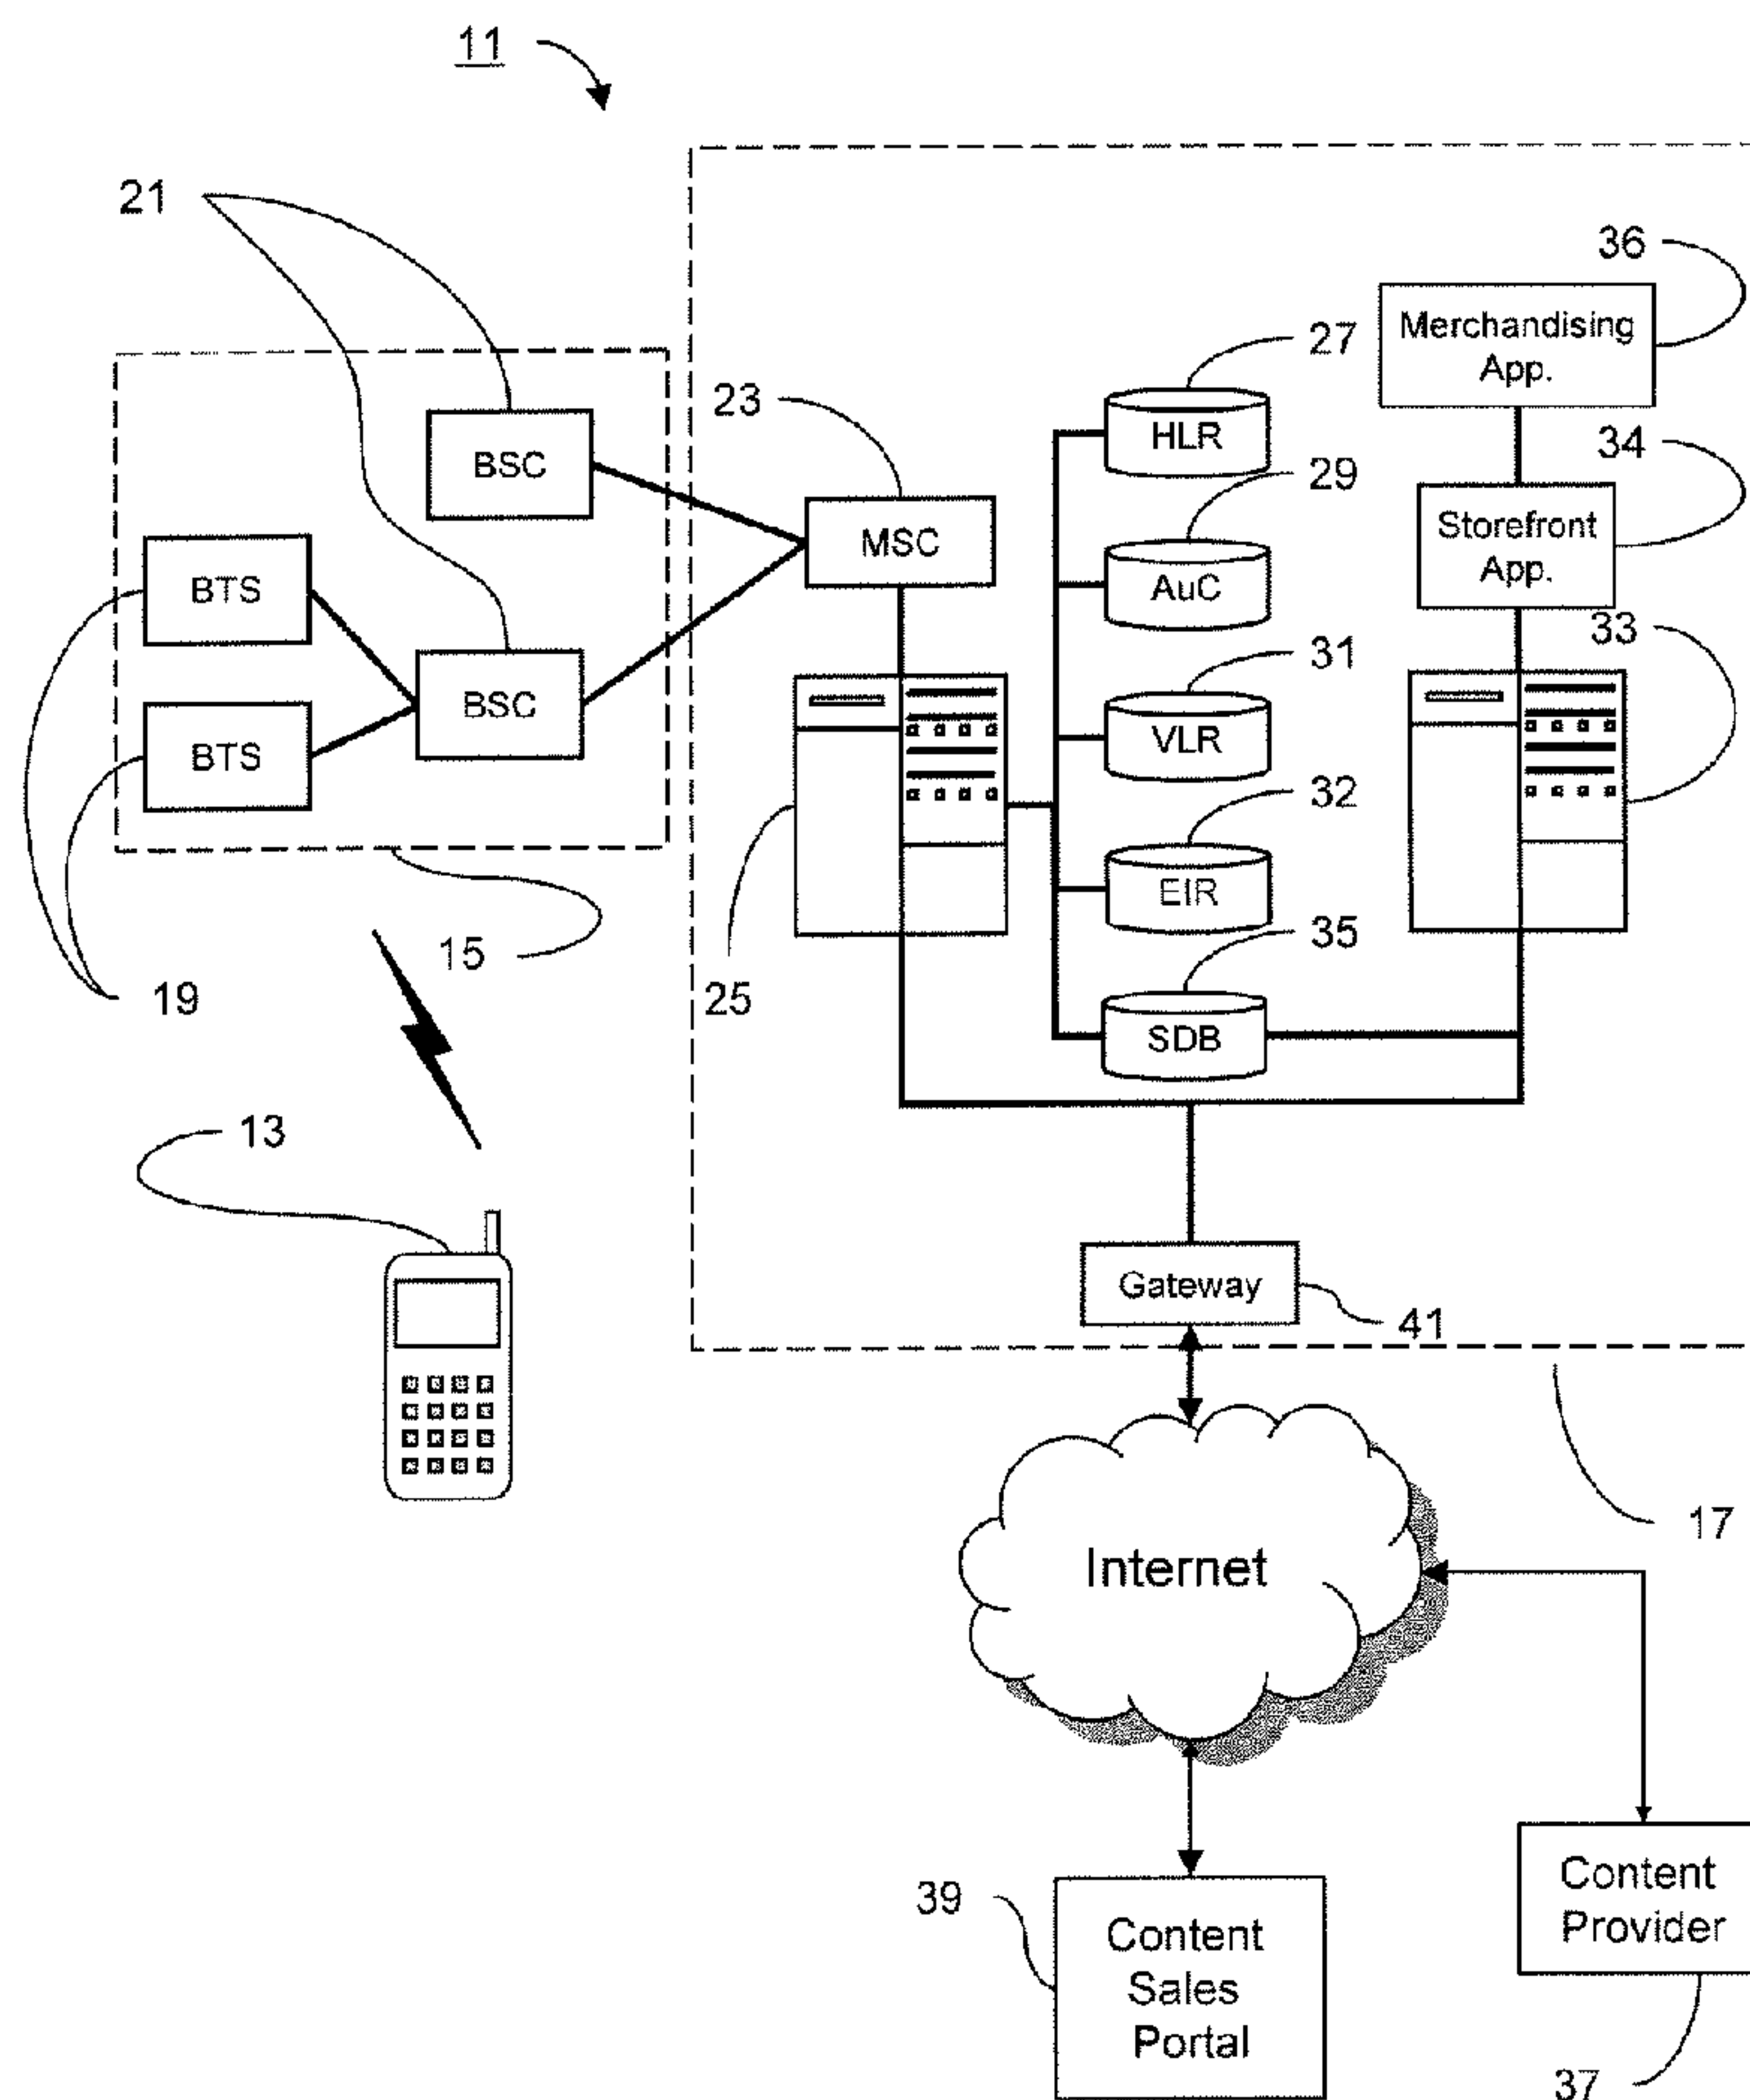 11
21
36
Merchandising
App.
27
23
HLR
34
BSC
29
Storefront
App.
MSC
BTS
AuC
33
31
BSC
VLR
BTS
32
EIR
35
15
19
25
SDB
13
Gateway
41
17
Internet
39
Content
Provider
Content
Sales
Portal
37